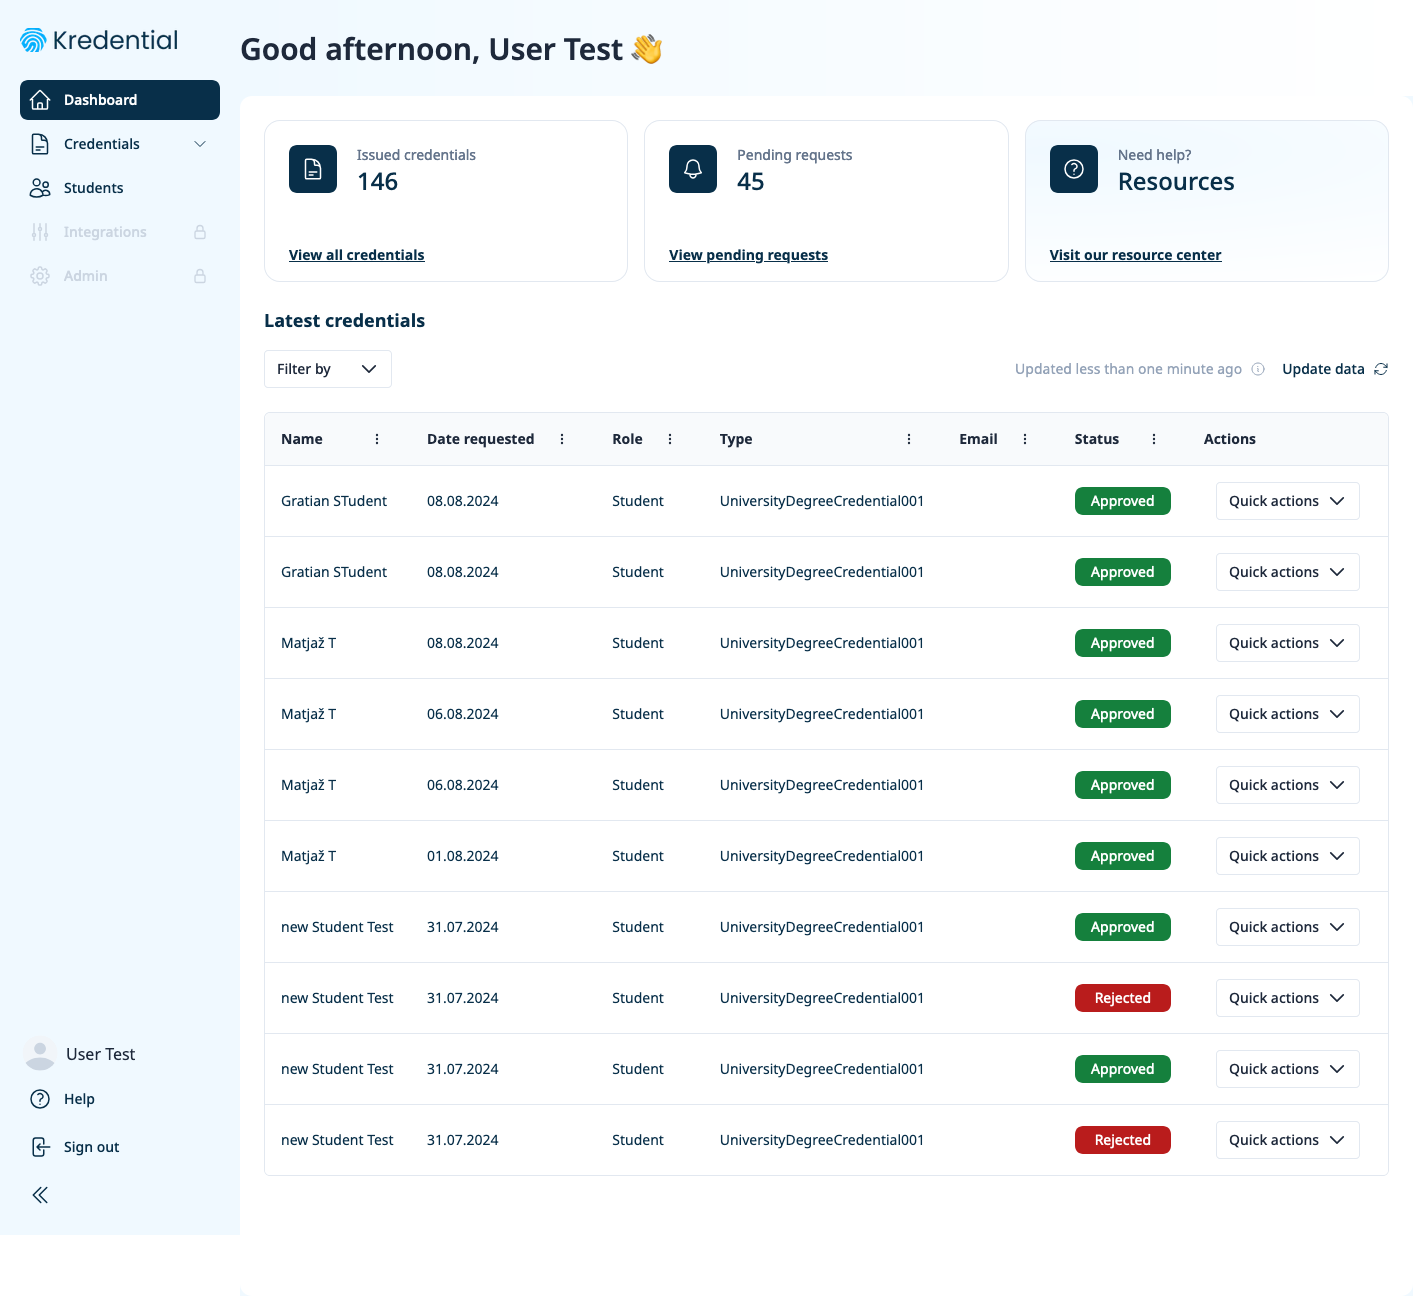 Kredential
Good afternoon, User Test 👋
Dashboard
Credentials
Students
Integrations
Admin
Issued credentials
146
View all credentials
Pending requests
45
View pending requests
Need help?
Resources
Visit our resource center
Latest credentials
Filter by
Updated less than one minute ago Update data
Name Date requested Role Type Email Status Actions
Gratian STudent 08.08.2024 Student UniversityDegreeCredential001 Approved Quick actions
Gratian STudent 08.08.2024 Student UniversityDegreeCredential001 Approved Quick actions
Matjaž T 08.08.2024 Student UniversityDegreeCredential001 Approved Quick actions
Matjaž T 06.08.2024 Student UniversityDegreeCredential001 Approved Quick actions
Matjaž T 06.08.2024 Student UniversityDegreeCredential001 Approved Quick actions
Matjaž T 01.08.2024 Student UniversityDegreeCredential001 Approved Quick actions
new Student Test 31.07.2024 Student UniversityDegreeCredential001 Approved Quick actions
new Student Test 31.07.2024 Student UniversityDegreeCredential001 Rejected Quick actions
new Student Test 31.07.2024 Student UniversityDegreeCredential001 Approved Quick actions
new Student Test 31.07.2024 Student UniversityDegreeCredential001 Rejected Quick actions
User Test
Help
Sign out